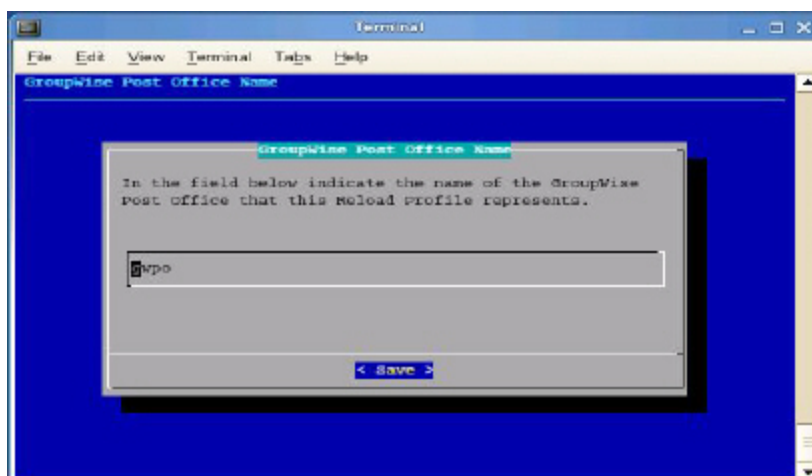 Terminal
File Edit View Terminal Tabs Help
GroupWise Post Office Name
GroupWise Post Office Name
In the field below indicate the name of the GroupWise
Post Office that this Reload Profile represents.
gwpo
< Save >